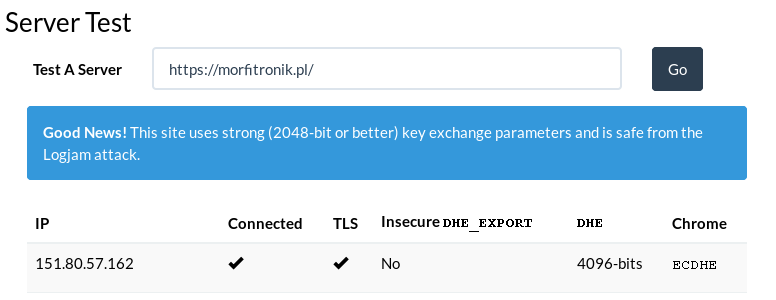 Server Test
Test A Server https://morfitronik.pl/ Go
Good News! This site uses strong (2048-bit or better) key exchange parameters and is safe from the
Logjam attack.
IP Connected TLS Insecure DHE_EXPORT DHE Chrome
151.80.57.162 ✔ ✔ No 4096-bits ECDHE